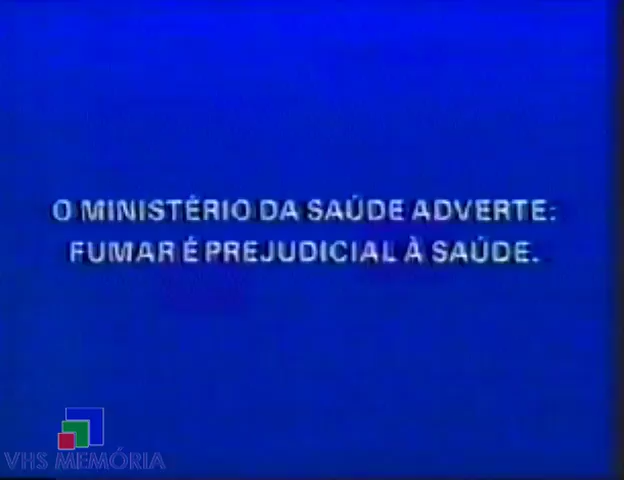 O MINISTÉRIO DA SAÚDE ADVERTE:
FUMAR É PREJUDICIAL À SAÚDE.
VHS MEMÓRIA